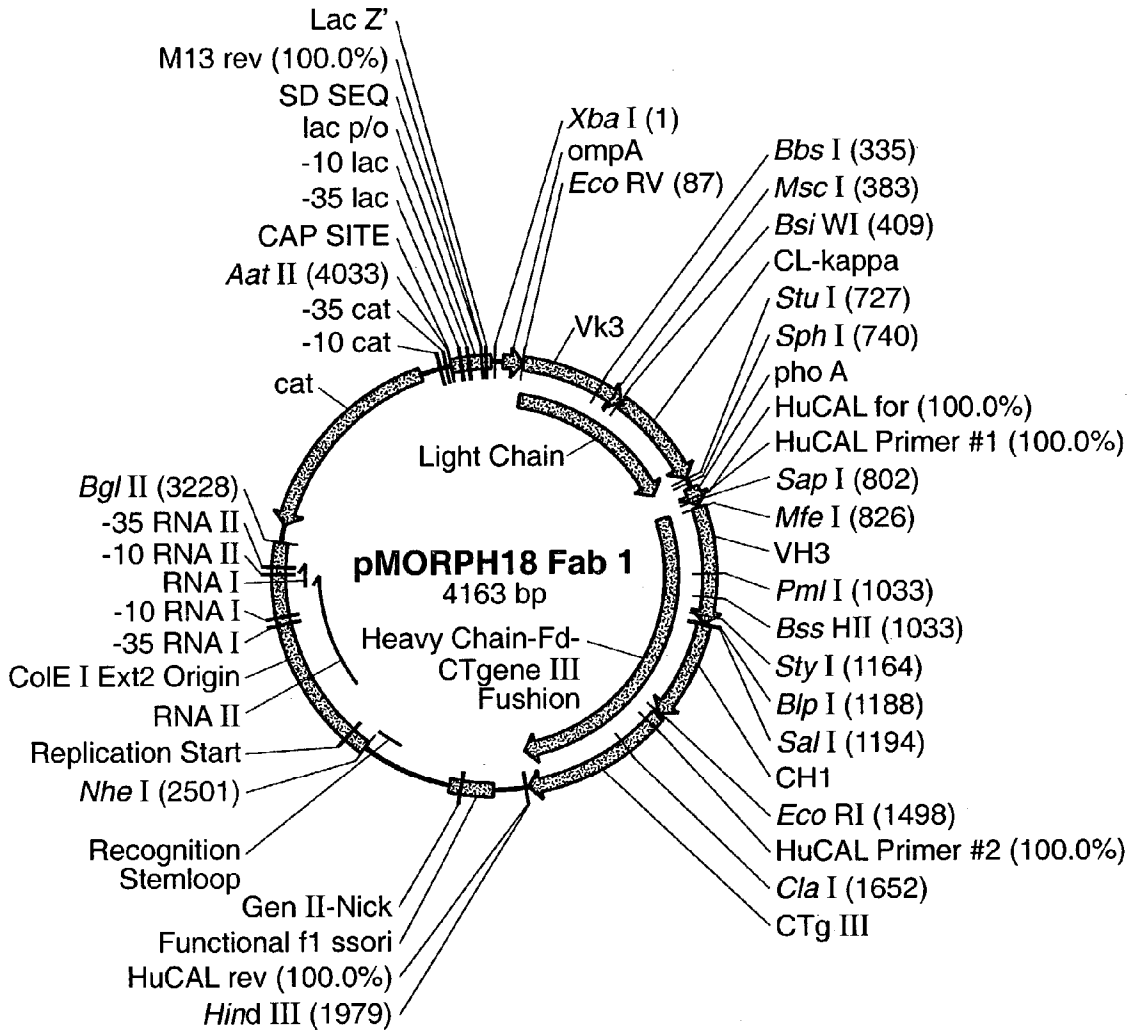 Lac Z'
M13 rev (100.0%)
SD SEQ
lac p/o
-10 lac
-35 lac
CAP SITE
Aat II (4033)
-35 cat
-10 cat
cat
Xba I (1)
ompA
Eco RV (87)
Vk3
Bbs I (335)
Msc I (383)
Bsi WI (409)
CL-kappa
Stu I (727)
Sph I (740)
pho A
HuCAL for (100.0%)
HuCAL Primer #1 (100.0%)
Sap I (802)
Mfe I (826)
VH3
Pml I (1033)
Bss HII (1033)
Sty I (1164)
Blp I (1188)
Sal I (1194)
CH1
Eco RI (1498)
HuCAL Primer #2 (100.0%)
Cla I (1652)
CTg III
Light Chain
pMORPH18 Fab 1
4163 bp
Heavy Chain-Fd-
CTgene III
Fushion
Bgl II (3228)
-35 RNA II
-10 RNA II
RNA I
-10 RNA I
-35 RNA I
ColE I Ext2 Origin
RNA II
Replication Start
Nhe I (2501)
Recognition
Stemloop
Gen II-Nick
Functional f1 ssori
HuCAL rev (100.0%)
Hind III (1979)